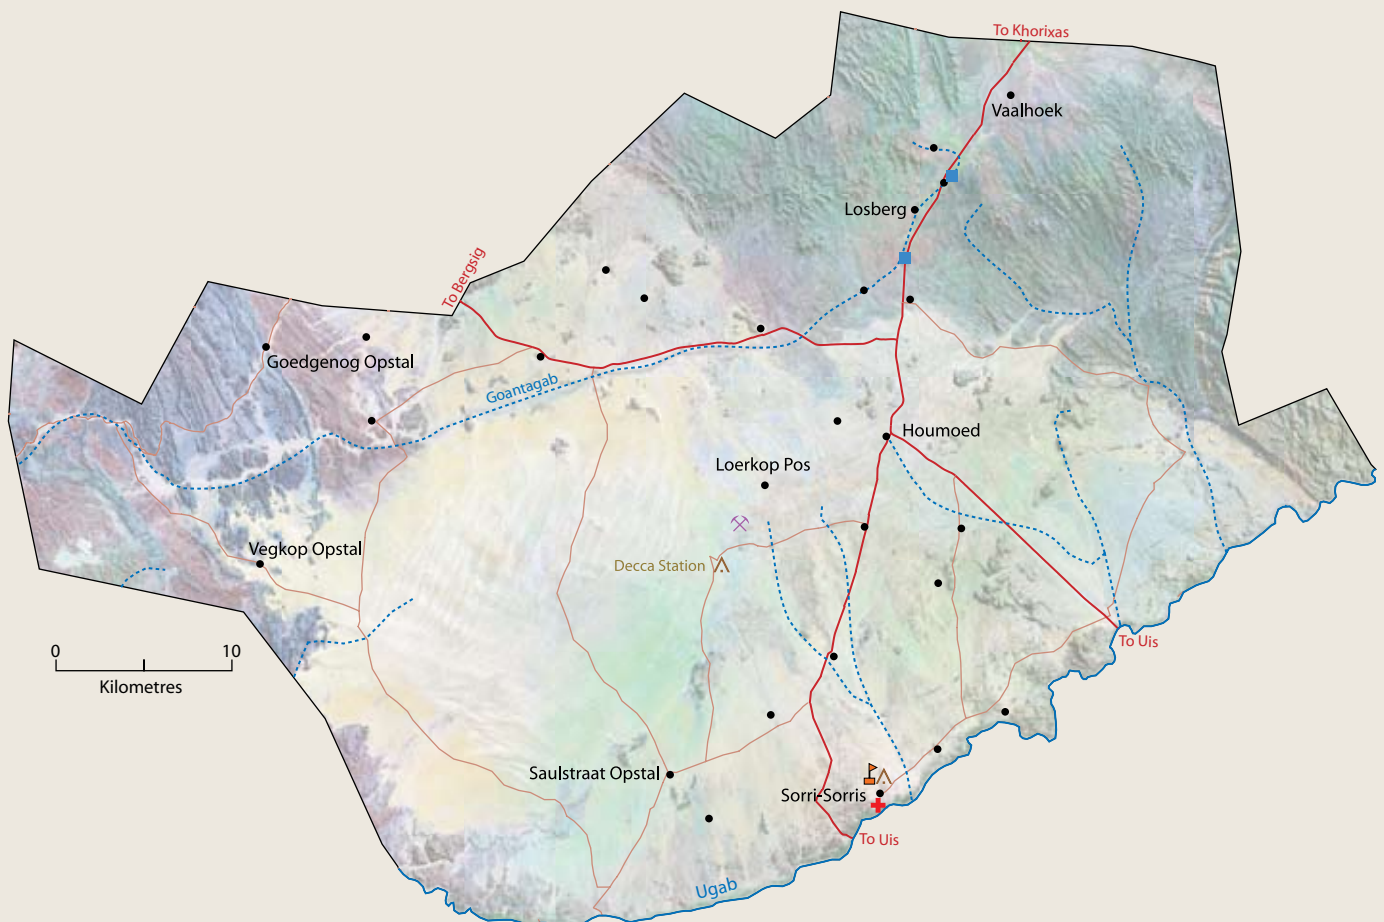 To Khorixas
Vaalhoek
Losberg
To Bergsig
Goedgenog Opstal
Goantagab
Houmoed
Loerkop Pos
Vegkop Opstal
Decca Station
0 10
Kilometres
To Uis
Saulstraat Opstal
Sorri-Sorris
To Uis
Ugab